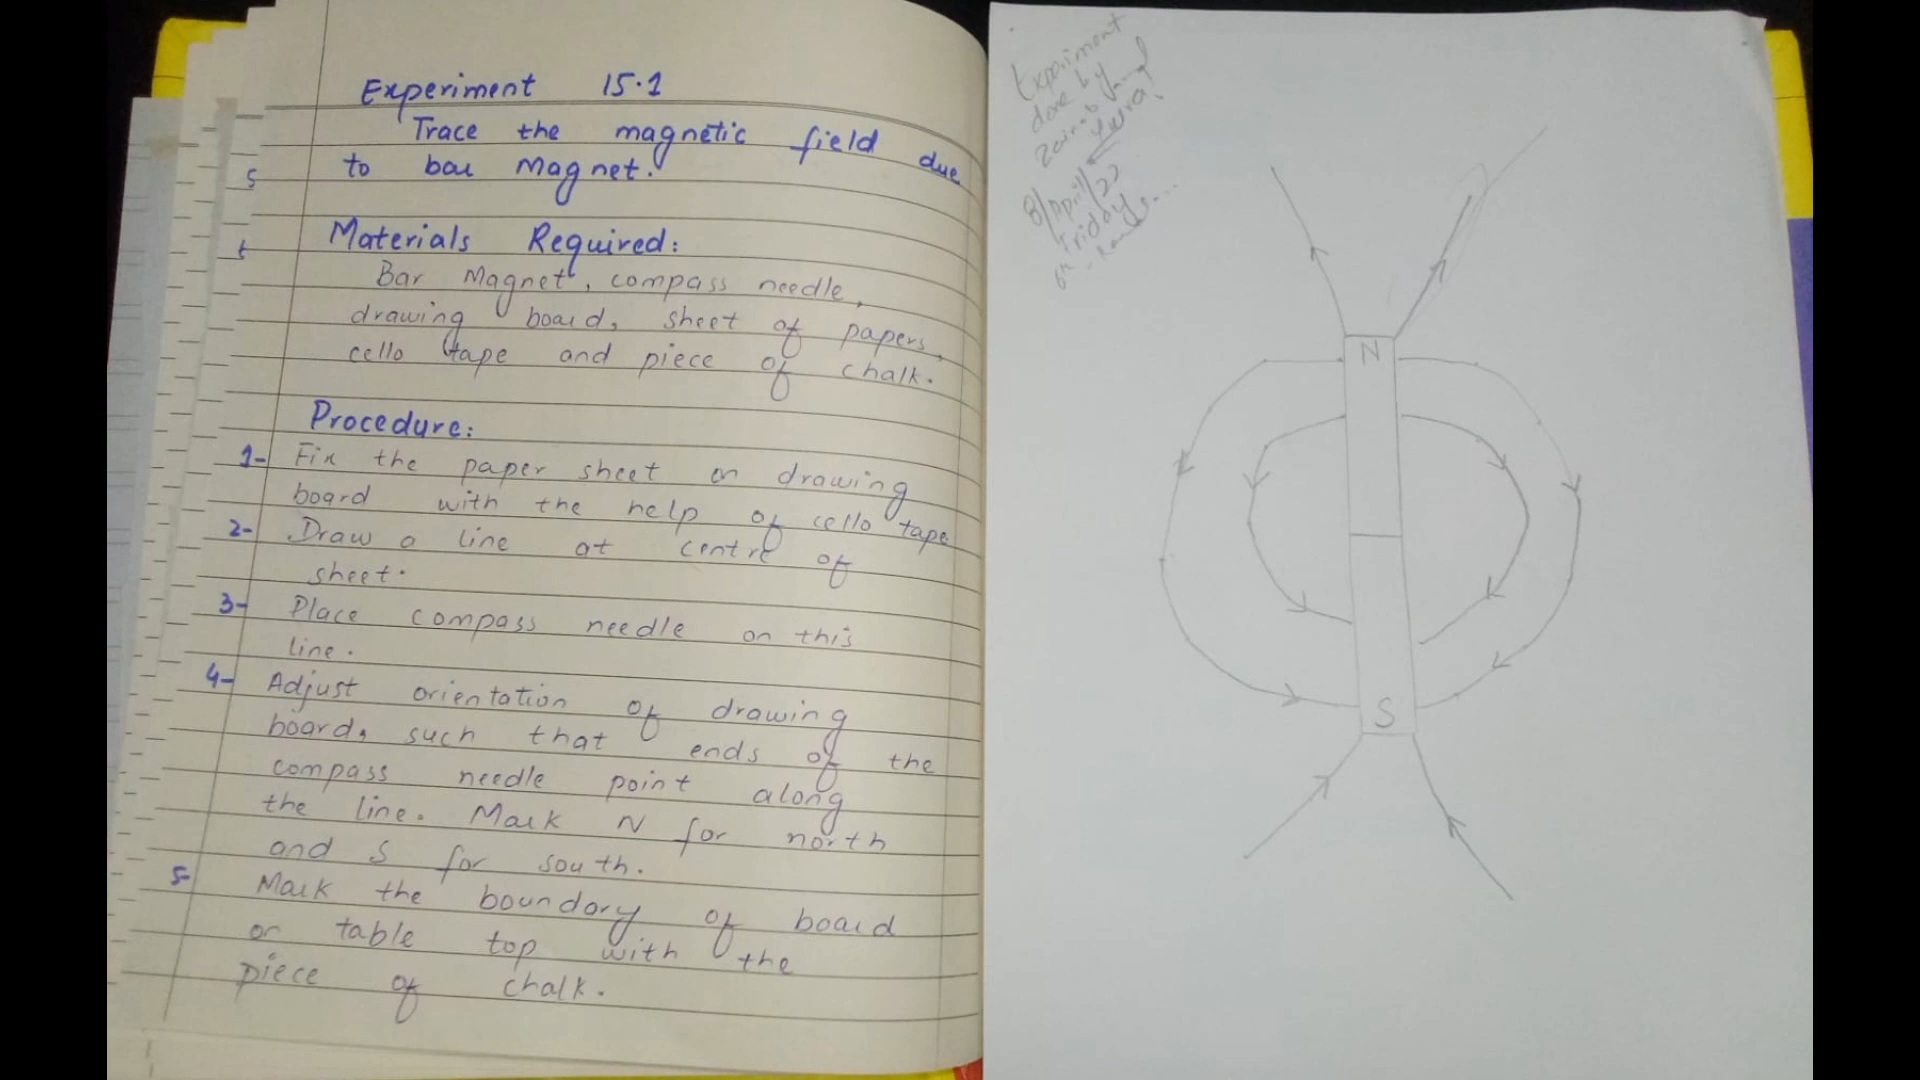 Experiment 15.1
Trace the magnetic field due
to bar Magnet.
Materials Required:
Bar Magnet, compass needle,
drawing board, sheet of papers,
cello tape and piece of chalk.
Procedure:
1- Fix the paper sheet on drawing
board with the help of cello tape
2- Draw a line at centre of
sheet.
3- Place compass needle on this
line.
4- Adjust orientation of drawing
board, such that ends of the
compass needle point along
the line. Mark N for north
and S for south.
5- Mark the boundary of board
on table top with the
piece of chalk.
Experiment
done by
zainab and
8/April/22
Friday
N
S